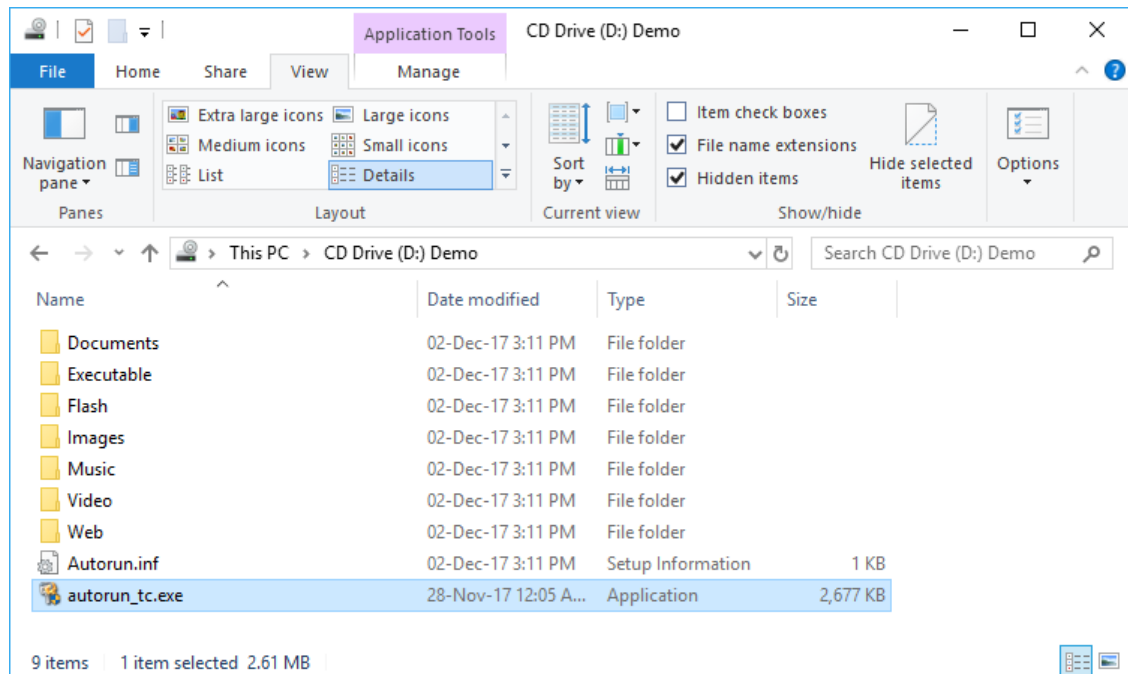 Application Tools CD Drive (D:) Demo
File Home Share View Manage
Extra large icons Large icons Item check boxes
Medium icons Small icons File name extensions
Navigation pane List Details Sort by Hidden items Hide selected items Options
Panes Layout Current view Show/hide
This PC CD Drive (D:) Demo Search CD Drive (D:) Demo
Name Date modified Type Size
Documents 02-Dec-17 3:11 PM File folder
Executable 02-Dec-17 3:11 PM File folder
Flash 02-Dec-17 3:11 PM File folder
Images 02-Dec-17 3:11 PM File folder
Music 02-Dec-17 3:11 PM File folder
Video 02-Dec-17 3:11 PM File folder
Web 02-Dec-17 3:11 PM File folder
Autorun.inf 02-Dec-17 3:11 PM Setup Information 1 KB
autorun_tc.exe 28-Nov-17 12:05 A... Application 2,677 KB
9 items 1 item selected 2.61 MB